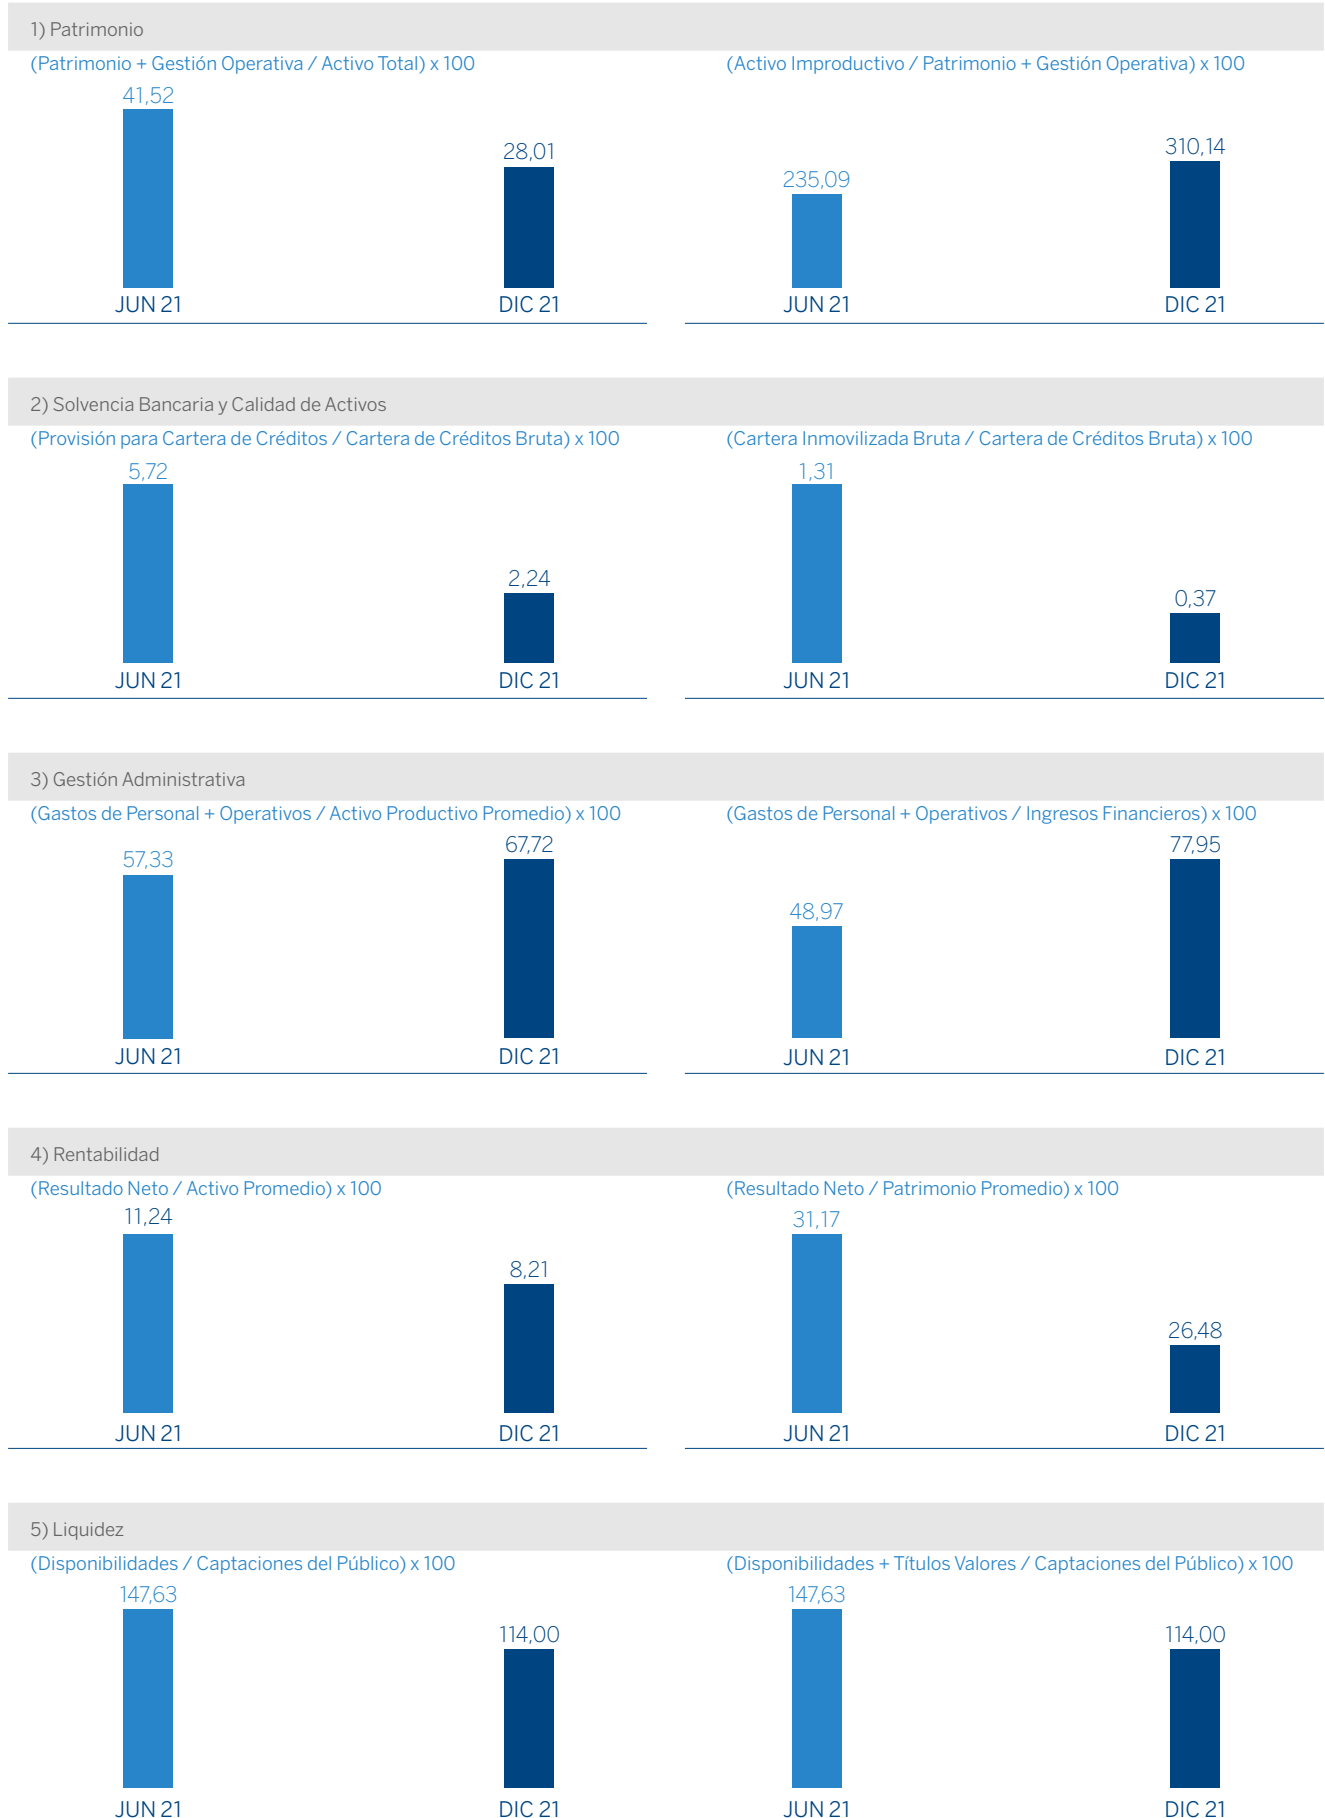 1) Patrimonio
(Patrimonio + Gestión Operativa / Activo Total) x 100
41,52
28,01
JUN 21
DIC 21
(Activo Improductivo / Patrimonio + Gestión Operativa) x 100
235,09
310,14
JUN 21
DIC 21
2) Solvencia Bancaria y Calidad de Activos
(Provisión para Cartera de Créditos / Cartera de Créditos Bruta) x 100
5,72
2,24
JUN 21
DIC 21
(Cartera Inmovilizada Bruta / Cartera de Créditos Bruta) x 100
1,31
0,37
JUN 21
DIC 21
3) Gestión Administrativa
(Gastos de Personal + Operativos / Activo Productivo Promedio) x 100
57,33
67,72
JUN 21
DIC 21
(Gastos de Personal + Operativos / Ingresos Financieros) x 100
48,97
77,95
JUN 21
DIC 21
4) Rentabilidad
(Resultado Neto / Activo Promedio) x 100
11,24
8,21
JUN 21
DIC 21
(Resultado Neto / Patrimonio Promedio) x 100
31,17
26,48
JUN 21
DIC 21
5) Liquidez
(Disponibilidades / Captaciones del Público) x 100
147,63
114,00
JUN 21
DIC 21
(Disponibilidades + Títulos Valores / Captaciones del Público) x 100
147,63
114,00
JUN 21
DIC 21